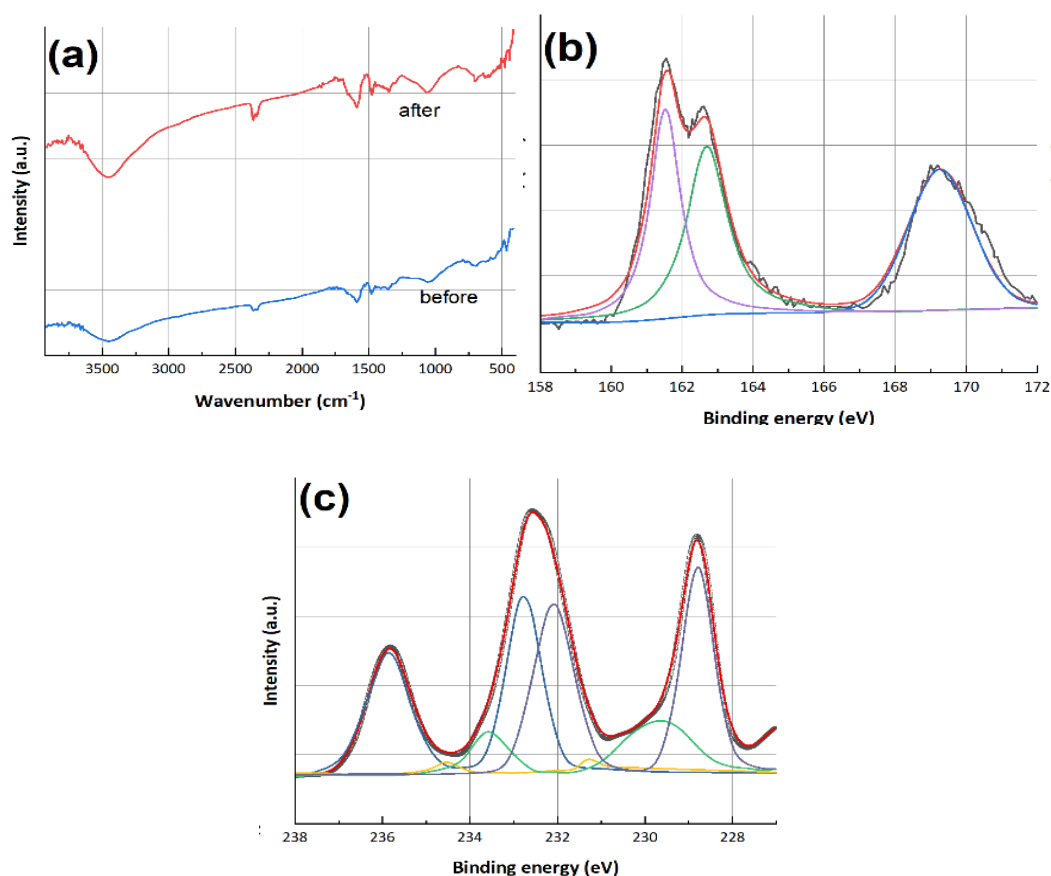 (a)
after
before
Intensity (a.u.)
3500 3000 2500 2000 1500 1000 500
Wavenumber (cm⁻¹)
(b)
158 160 162 164 166 168 170 172
Binding energy (eV)
(c)
Intensity (a.u.)
238 236 234 232 230 228
Binding energy (eV)